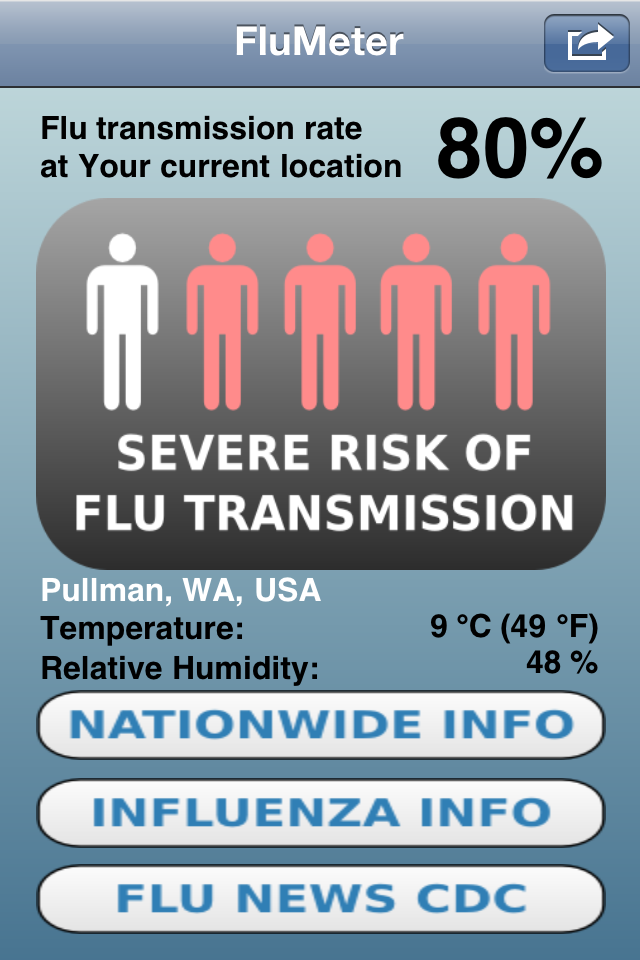 FluMeter
Flu transmission rate
at Your current location
80%
SEVERE RISK OF
FLU TRANSMISSION
Pullman, WA, USA
Temperature: 9 °C (49 °F)
Relative Humidity: 48 %
NATIONWIDE INFO
INFLUENZA INFO
FLU NEWS CDC